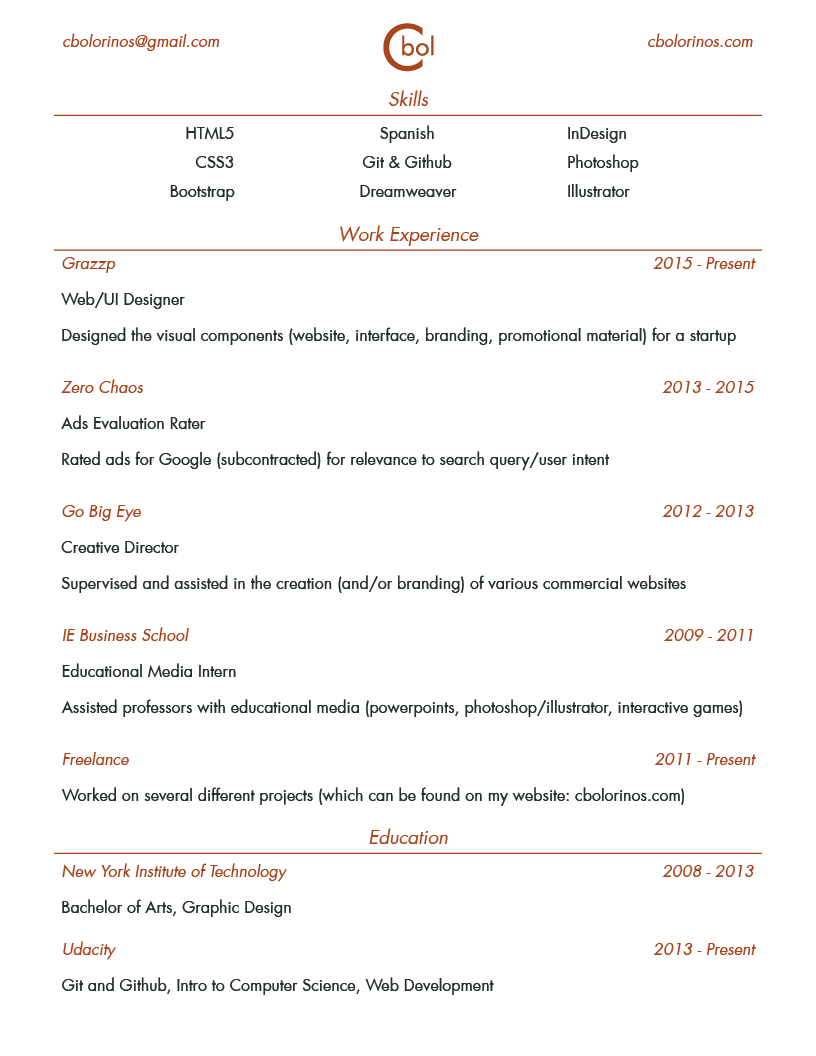 cbolorinos@gmail.com
Cbol
cbolorinos.com
Skills
HTML5 Spanish InDesign
CSS3 Git & Github Photoshop
Bootstrap Dreamweaver Illustrator
Work Experience
Grazzp 2015 - Present
Web/UI Designer
Designed the visual components (website, interface, branding, promotional material) for a startup
Zero Chaos 2013 - 2015
Ads Evaluation Rater
Rated ads for Google (subcontracted) for relevance to search query/user intent
Go Big Eye 2012 - 2013
Creative Director
Supervised and assisted in the creation (and/or branding) of various commercial websites
IE Business School 2009 - 2011
Educational Media Intern
Assisted professors with educational media (powerpoints, photoshop/illustrator, interactive games)
Freelance 2011 - Present
Worked on several different projects (which can be found on my website: cbolorinos.com)
Education
New York Institute of Technology 2008 - 2013
Bachelor of Arts, Graphic Design
Udacity 2013 - Present
Git and Github, Intro to Computer Science, Web Development